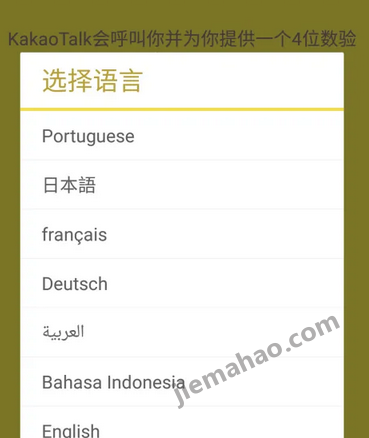 KakaoTalk会呼叫你并为你提供一个4位数验
选择语言
Portuguese
日本語
français
Deutsch
العربية
Bahasa Indonesia
jiemahao.com
English